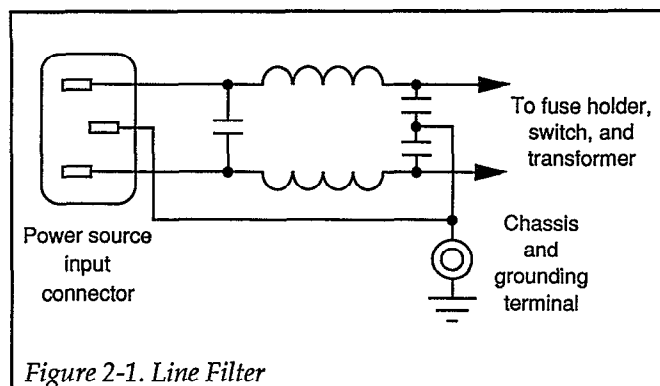 To fuse holder,
switch, and
transformer
Power source
input
connector
Chassis
and
grounding
terminal
Figure 2-1. Line Filter